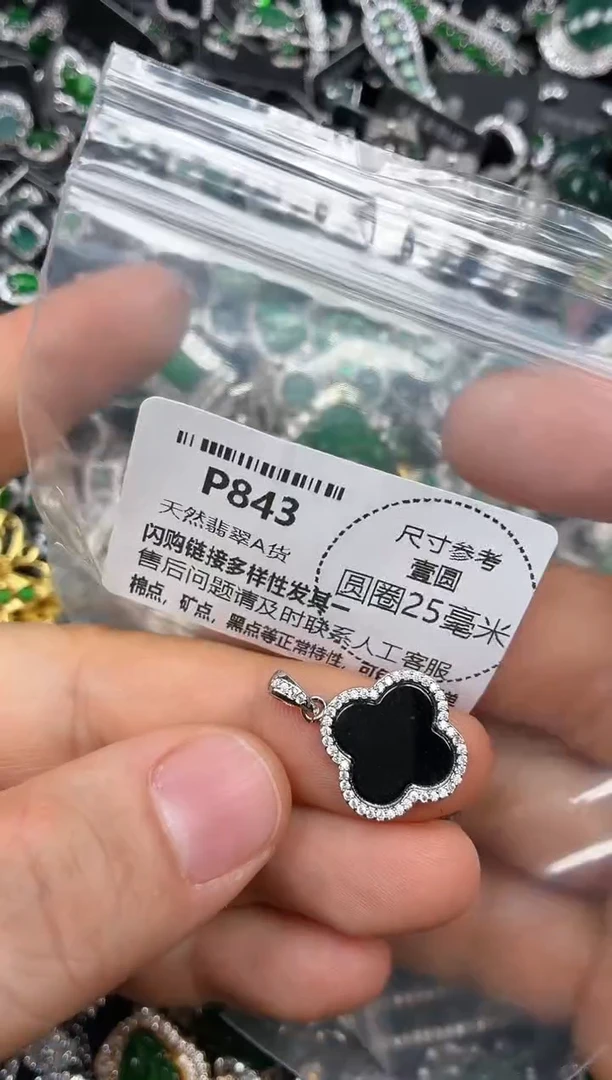 P843
天然翡翠A货
闪购链接多样性发其一
售后问题请及时联系人工客服
棉点，矿点，黑点等正常特性，可
尺寸参考
壹圆
圆圈25毫米